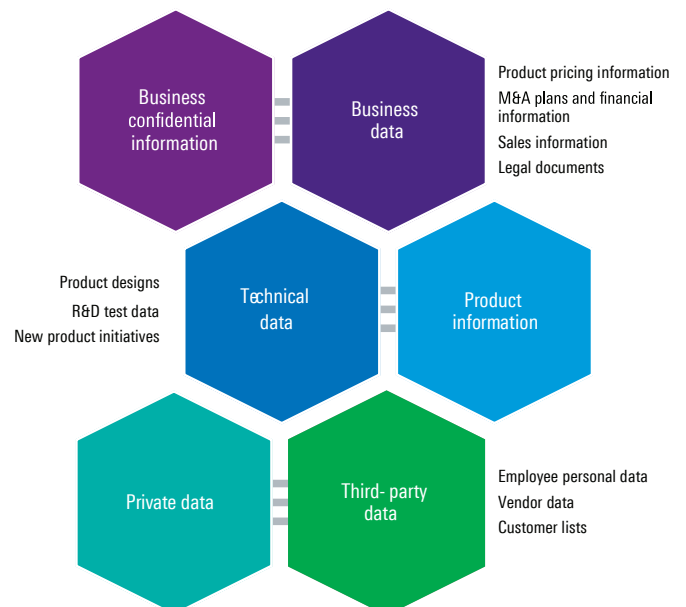 Business
confidential
information
Business
data
Product pricing information
M&A plans and financial
information
Sales information
Legal documents
Product designs
R&D test data
New product initiatives
Technical
data
Product
information
Private data
Third- party
data
Employee personal data
Vendor data
Customer lists